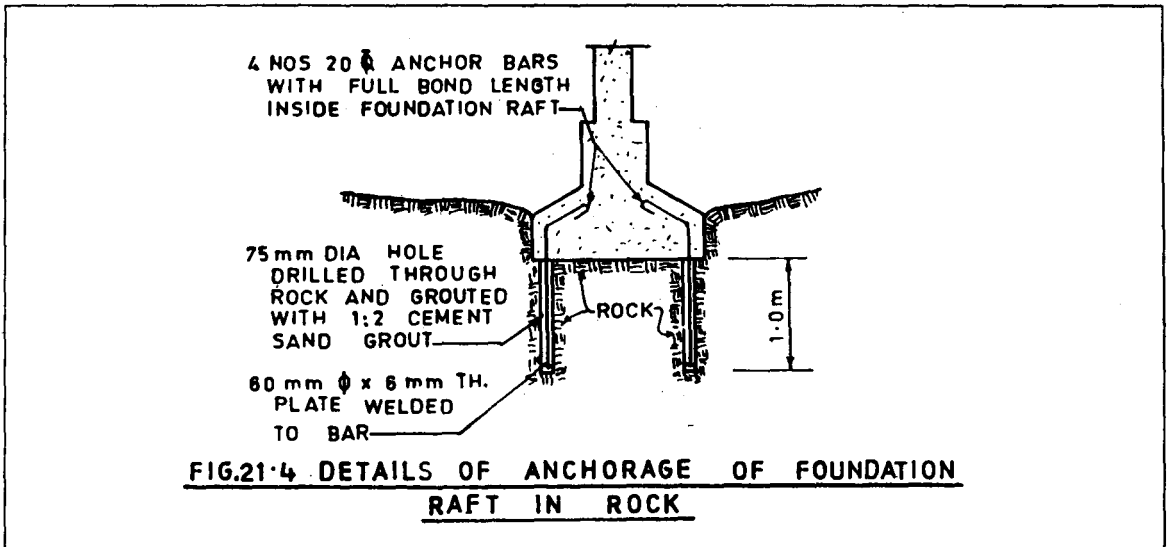 4 NOS 20 Φ ANCHOR BARS
WITH FULL BOND LENGTH
INSIDE FOUNDATION RAFT
75 mm DIA HOLE
DRILLED THROUGH
ROCK AND GROUTED
WITH 1:2 CEMENT
SAND GROUT
ROCK
1·0 m
60 mm ϕ x 6 mm TH.
PLATE WELDED
TO BAR
FIG.21·4 DETAILS OF ANCHORAGE OF FOUNDATION
RAFT IN ROCK